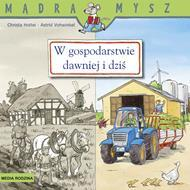 MĄDRA MYSZ
Christa Holtei • Astrid Vohwinkel
W gospodarstwie
dawniej i dziś
MEDIA RODZINA